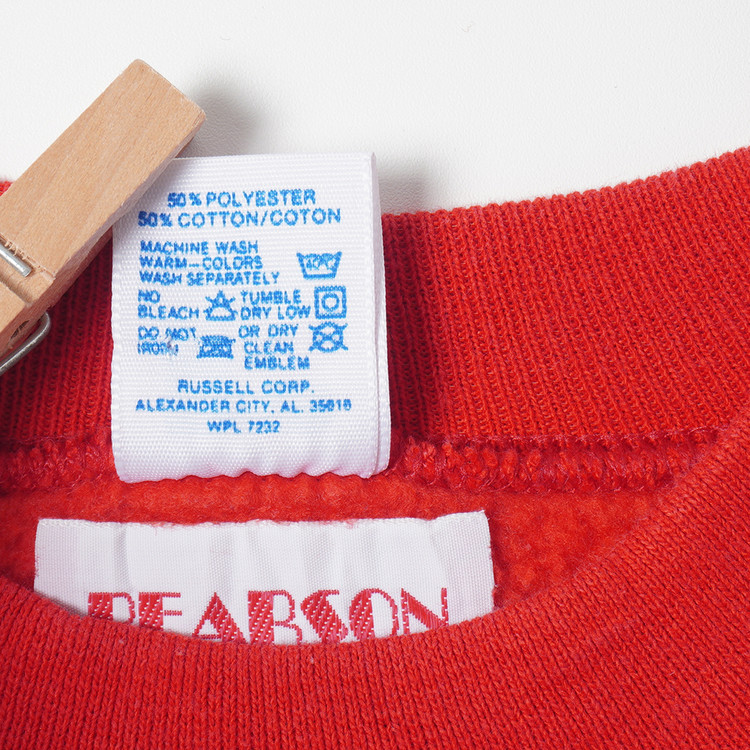 50% POLYESTER
50% COTTON/COTON
MACHINE WASH
WARM—COLORS
WASH SEPARATELY
NO BLEACH
TUMBLE DRY LOW
DO NOT IRON
OR DRY CLEAN EMBLEM
RUSSELL CORP.
ALEXANDER CITY, AL. 35010
WPL 7232
PEARSON